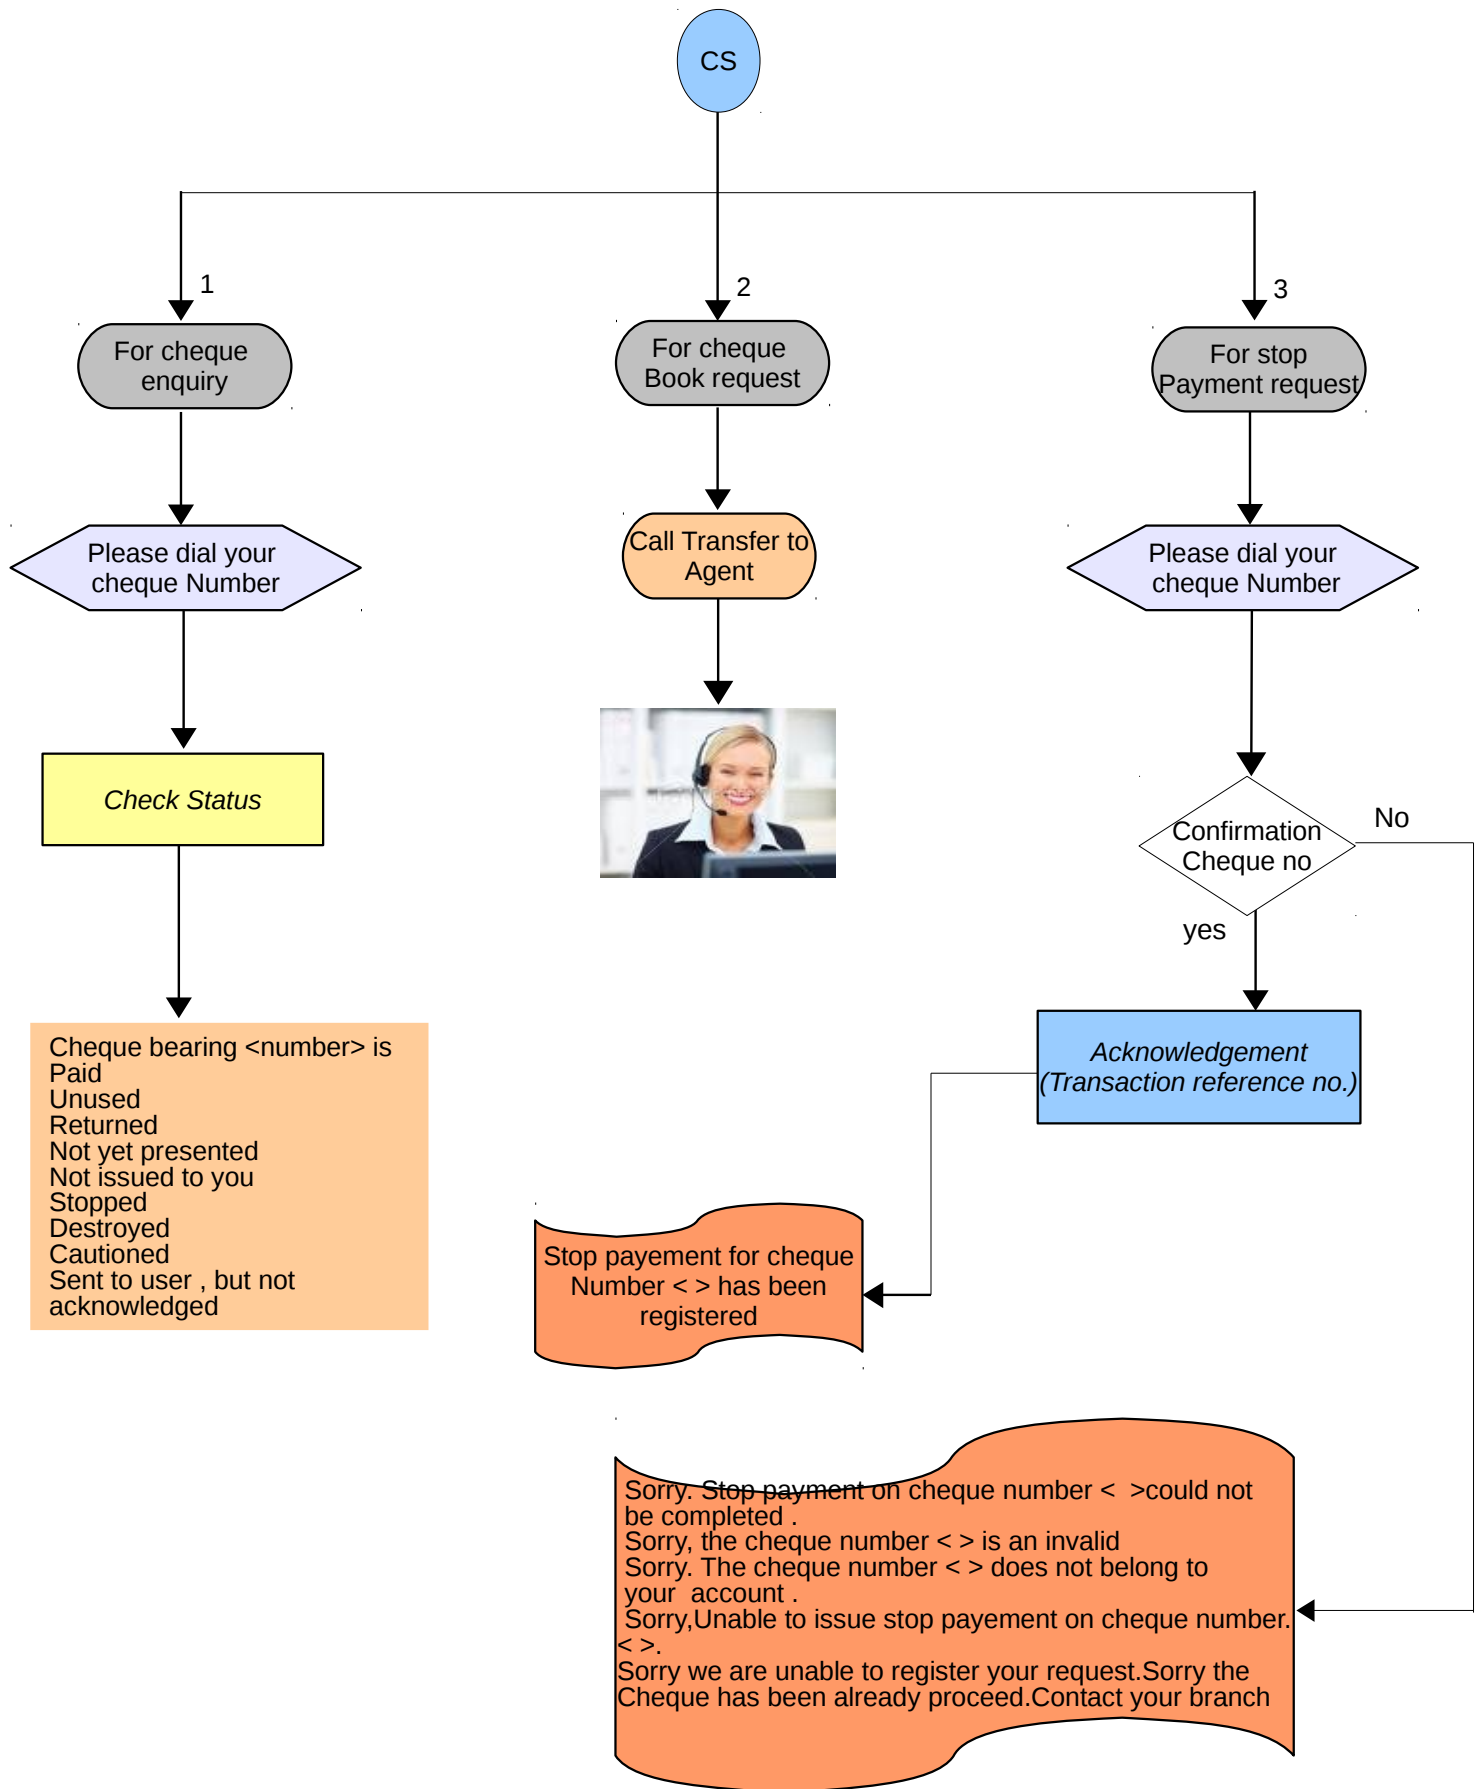 CS
1
2
3
For cheque
enquiry
For cheque
Book request
For stop
Payment request
Please dial your
cheque Number
Call Transfer to
Agent
Please dial your
cheque Number
Check Status
Confirmation
Cheque no
No
yes
Acknowledgement
(Transaction reference no.)
Cheque bearing <number> is
Paid
Unused
Returned
Not yet presented
Not issued to you
Stopped
Destroyed
Cautioned
Sent to user , but not
acknowledged
Stop payement for cheque
Number < > has been
registered
Sorry. Stop payment on cheque number <  >could not
be completed .
Sorry, the cheque number < > is an invalid
Sorry. The cheque number < > does not belong to
your  account .
Sorry,Unable to issue stop payement on cheque number.
< >.
Sorry we are unable to register your request.Sorry the
Cheque has been already proceed.Contact your branch